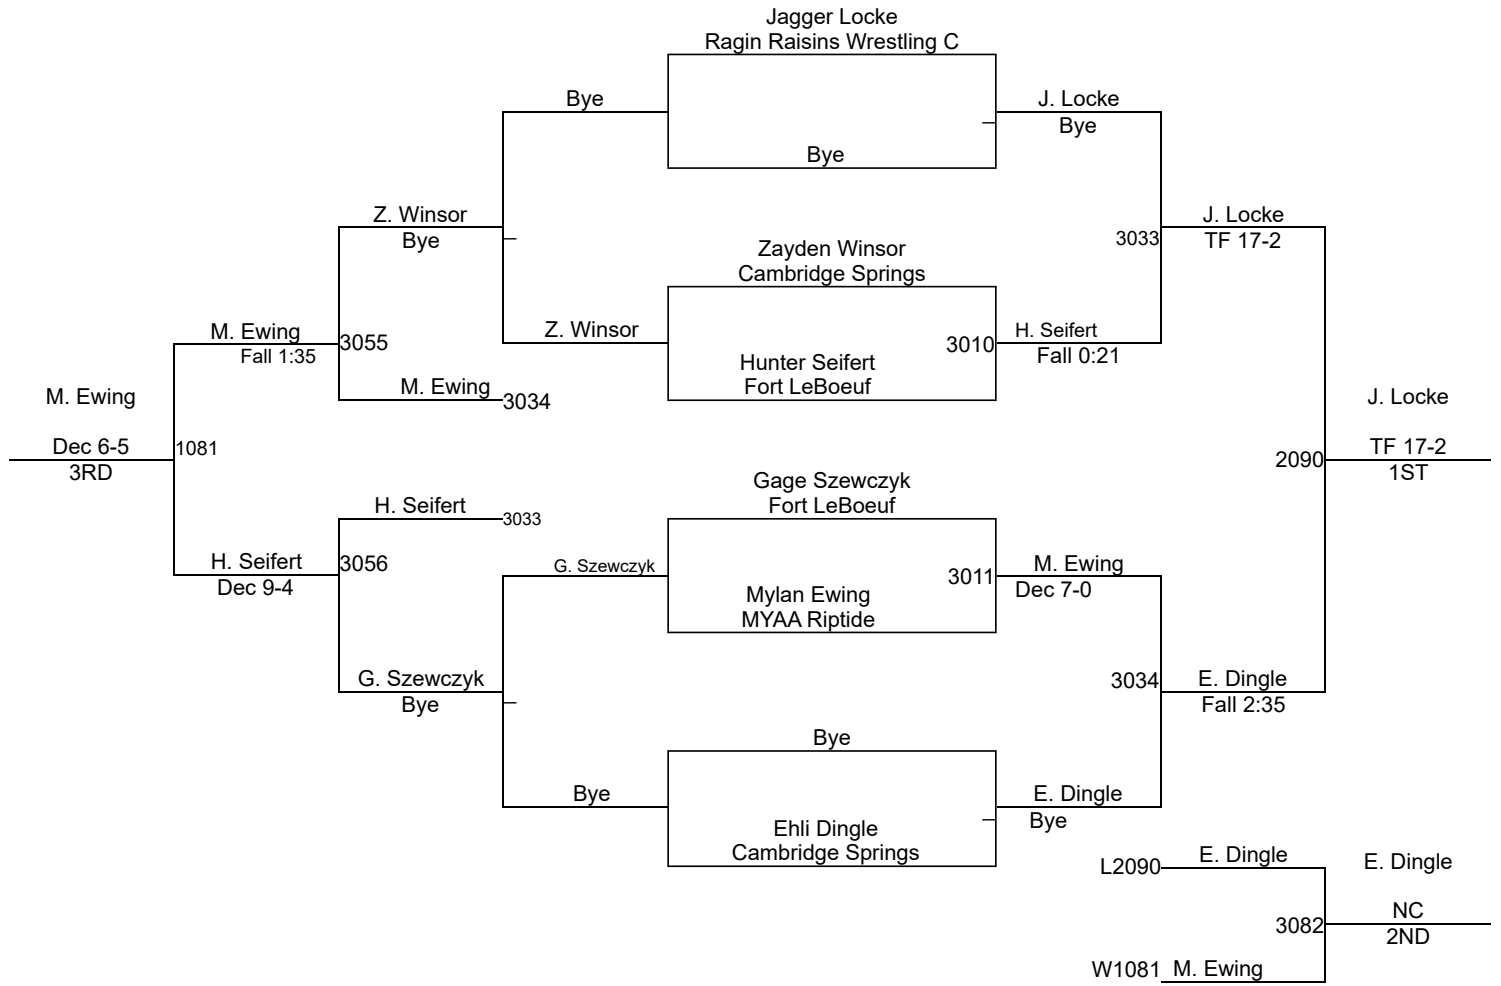 Jagger Locke
Ragin Raisins Wrestling C
Bye
J. Locke
Bye
Bye
Z. Winsor
Bye
J. Locke
TF 17-2
3033
Zayden Winsor
Cambridge Springs
M. Ewing
Fall 1:35
3055
Z. Winsor
3010
H. Seifert
Fall 0:21
Hunter Seifert
Fort LeBoeuf
M. Ewing
3034
M. Ewing
Dec 6-5
3RD
1081
J. Locke
TF 17-2
1ST
2090
Gage Szewczyk
Fort LeBoeuf
H. Seifert
3033
H. Seifert
Dec 9-4
3056
G. Szewczyk
3011
M. Ewing
Dec 7-0
Mylan Ewing
MYAA Riptide
G. Szewczyk
Bye
3034
E. Dingle
Fall 2:35
Bye
Bye
E. Dingle
Bye
Ehli Dingle
Cambridge Springs
L2090
E. Dingle
E. Dingle
NC
2ND
3082
W1081
M. Ewing